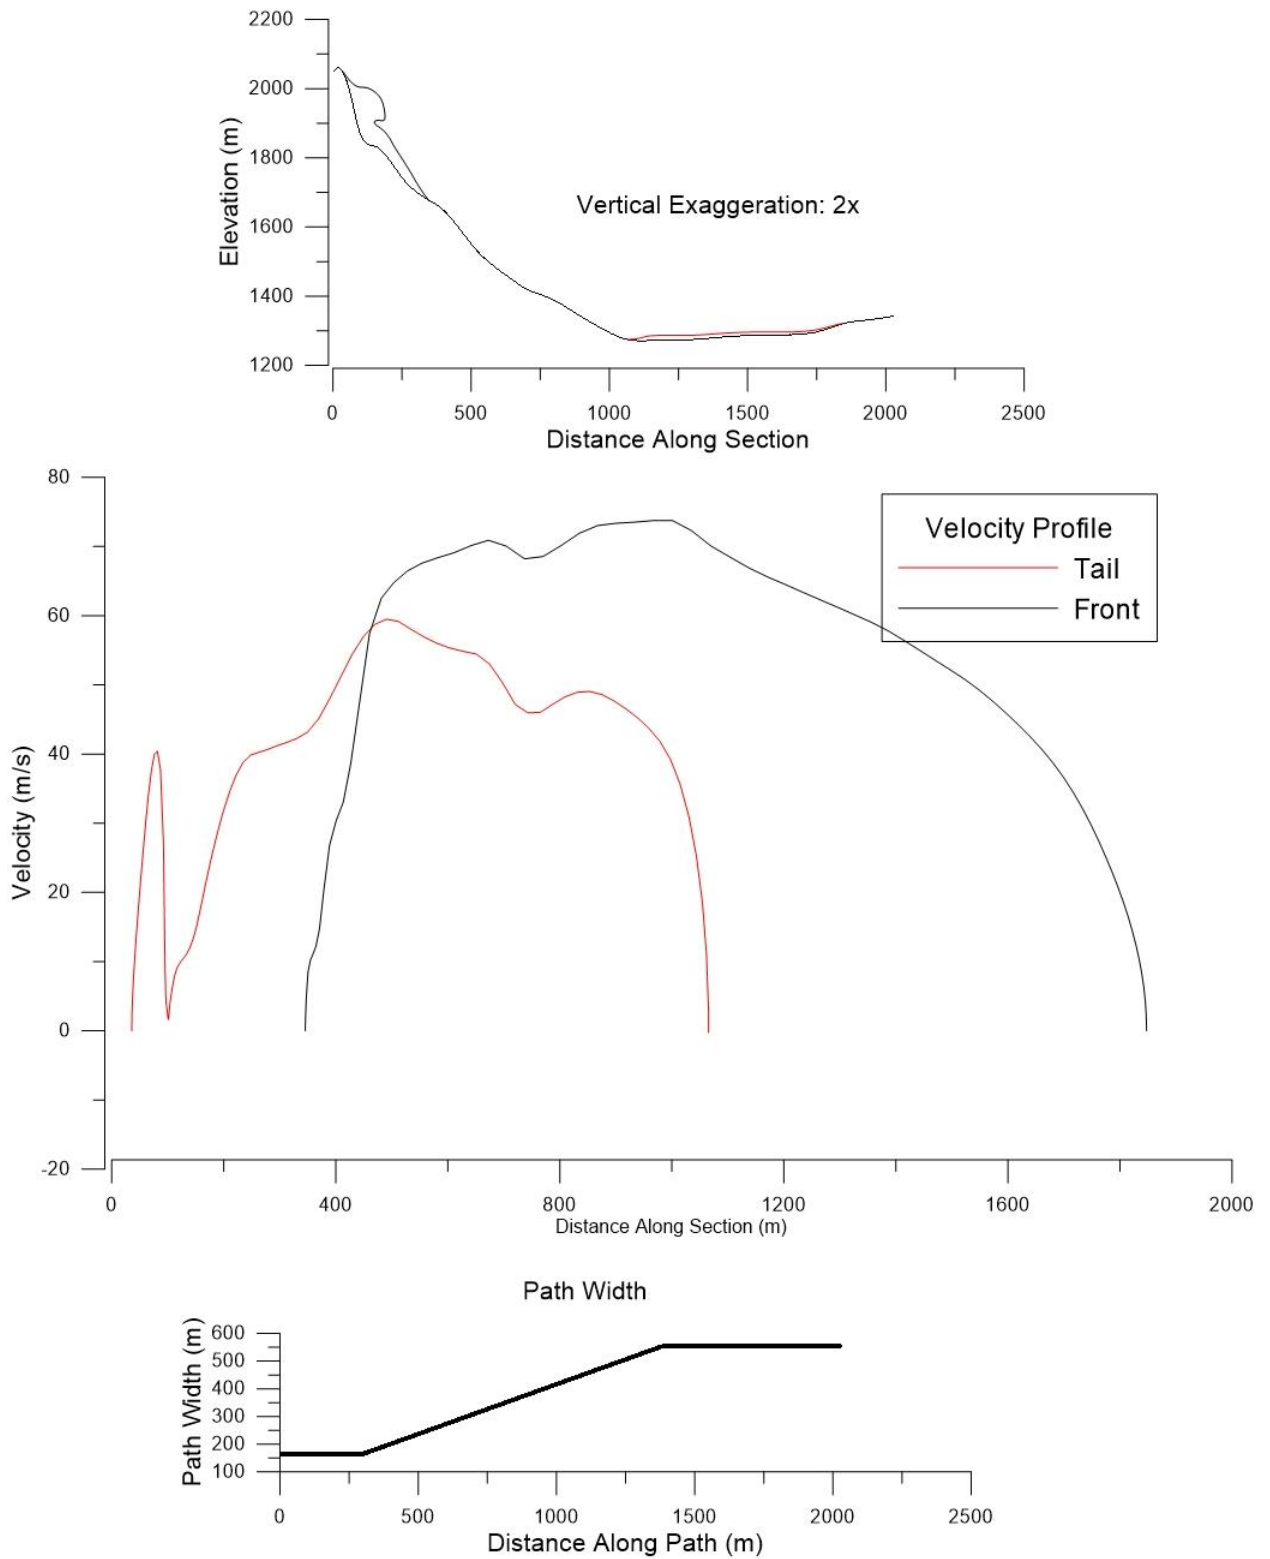 2200
2000
1800
1600
1400
1200
Elevation (m)
Vertical Exaggeration: 2x
0 500 1000 1500 2000 2500
Distance Along Section
80
60
40
20
0
-20
Velocity (m/s)
Velocity Profile
Tail
Front
0 400 800 1200 1600 2000
Distance Along Section (m)
Path Width
600
500
400
300
200
100
Path Width (m)
0 500 1000 1500 2000 2500
Distance Along Path (m)